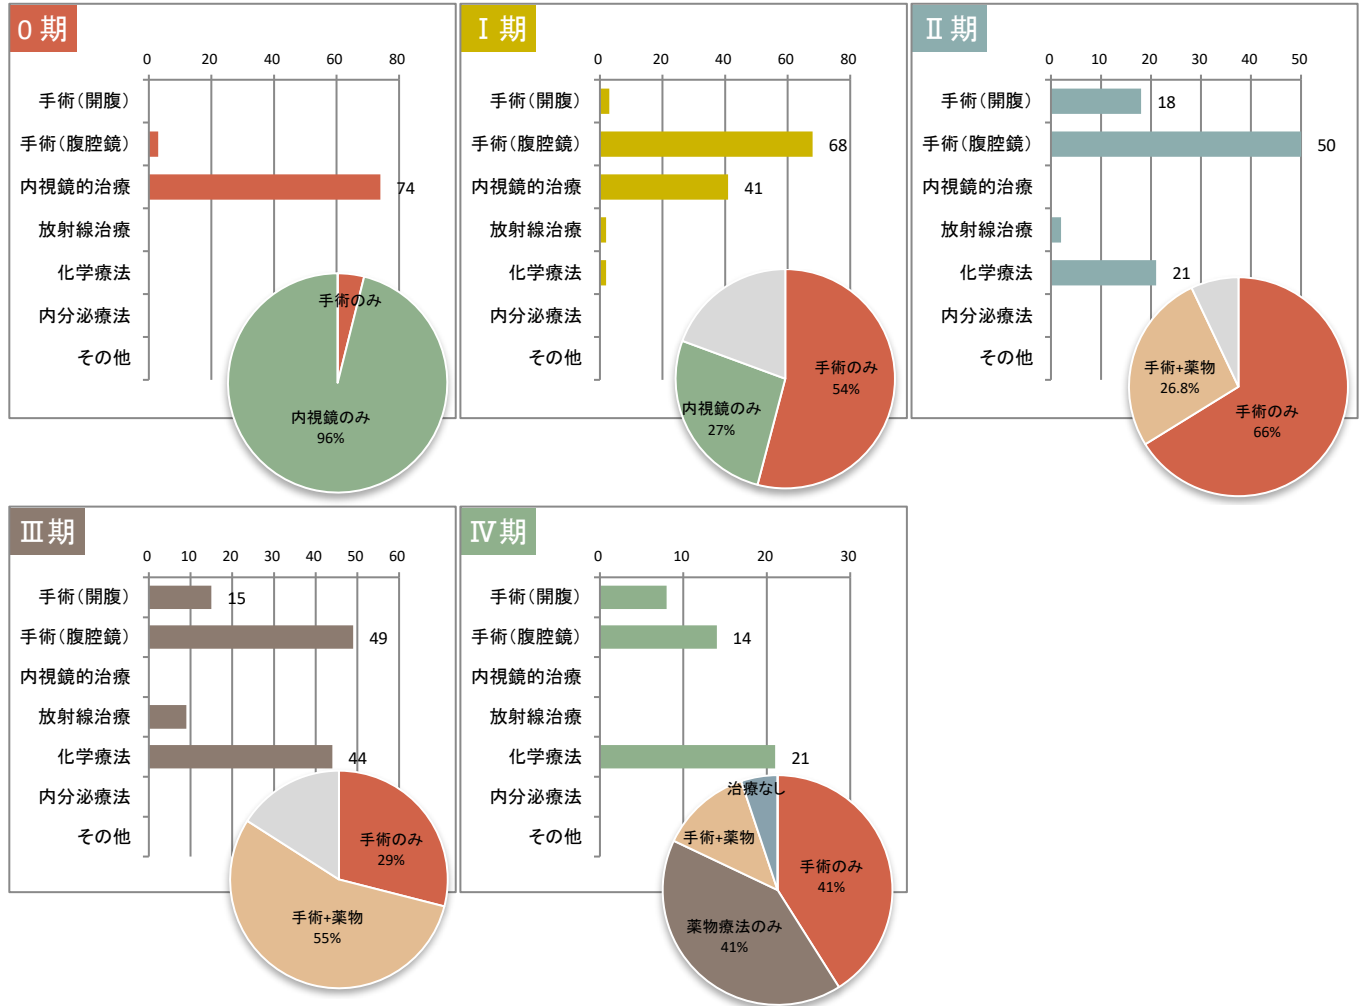 0期
0 20 40 60 80
手術(開腹)
手術(腹腔鏡)
内視鏡的治療 74
放射線治療
化学療法
内分泌療法
その他
手術のみ
内視鏡のみ
96%
Ⅰ期
0 20 40 60 80
手術(開腹)
手術(腹腔鏡) 68
内視鏡的治療 41
放射線治療
化学療法
内分泌療法
その他
手術のみ
54%
内視鏡のみ
27%
Ⅱ期
0 10 20 30 40 50
手術(開腹) 18
手術(腹腔鏡) 50
内視鏡的治療
放射線治療
化学療法 21
内分泌療法
その他
手術+薬物
26.8%
手術のみ
66%
Ⅲ期
0 10 20 30 40 50 60
手術(開腹) 15
手術(腹腔鏡) 49
内視鏡的治療
放射線治療
化学療法 44
内分泌療法
その他
手術のみ
29%
手術+薬物
55%
Ⅳ期
0 10 20 30
手術(開腹)
手術(腹腔鏡) 14
内視鏡的治療
放射線治療
化学療法 21
内分泌療法
その他
治療なし
手術+薬物
手術のみ
41%
薬物療法のみ
41%